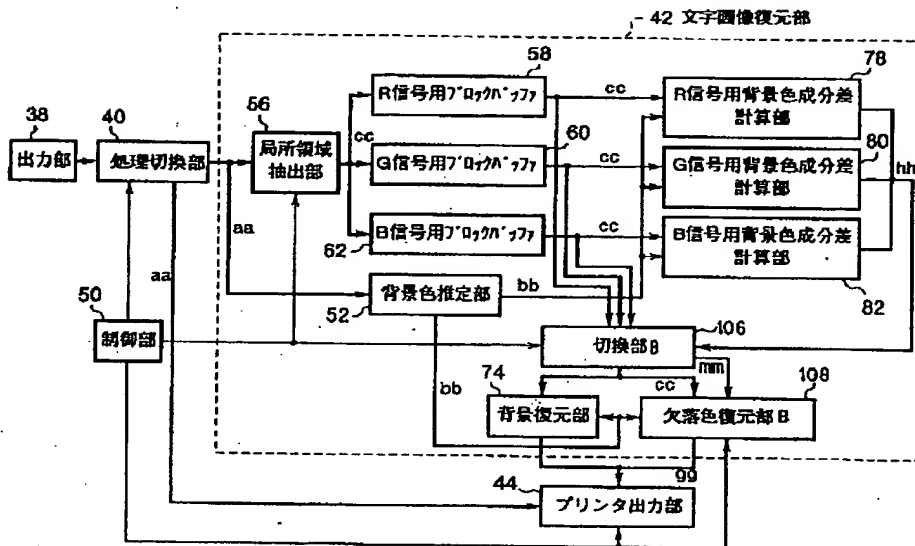 42 文字画像復元部
58
R信号用ブロックバッファ
cc
78
R信号用背景色成分差
計算部
38
出力部
40
処理切換部
56
局所領域
抽出部
cc
60
G信号用ブロックバッファ
cc
80
G信号用背景色成分差
計算部
hh
aa
B信号用ブロックバッファ
62
cc
B信号用背景色成分差
計算部
82
aa
背景色推定部
52
bb
50
制御部
106
切換部B
bb
74
背景復元部
cc
mm
108
欠落色復元部B
gg
44
プリンタ出力部